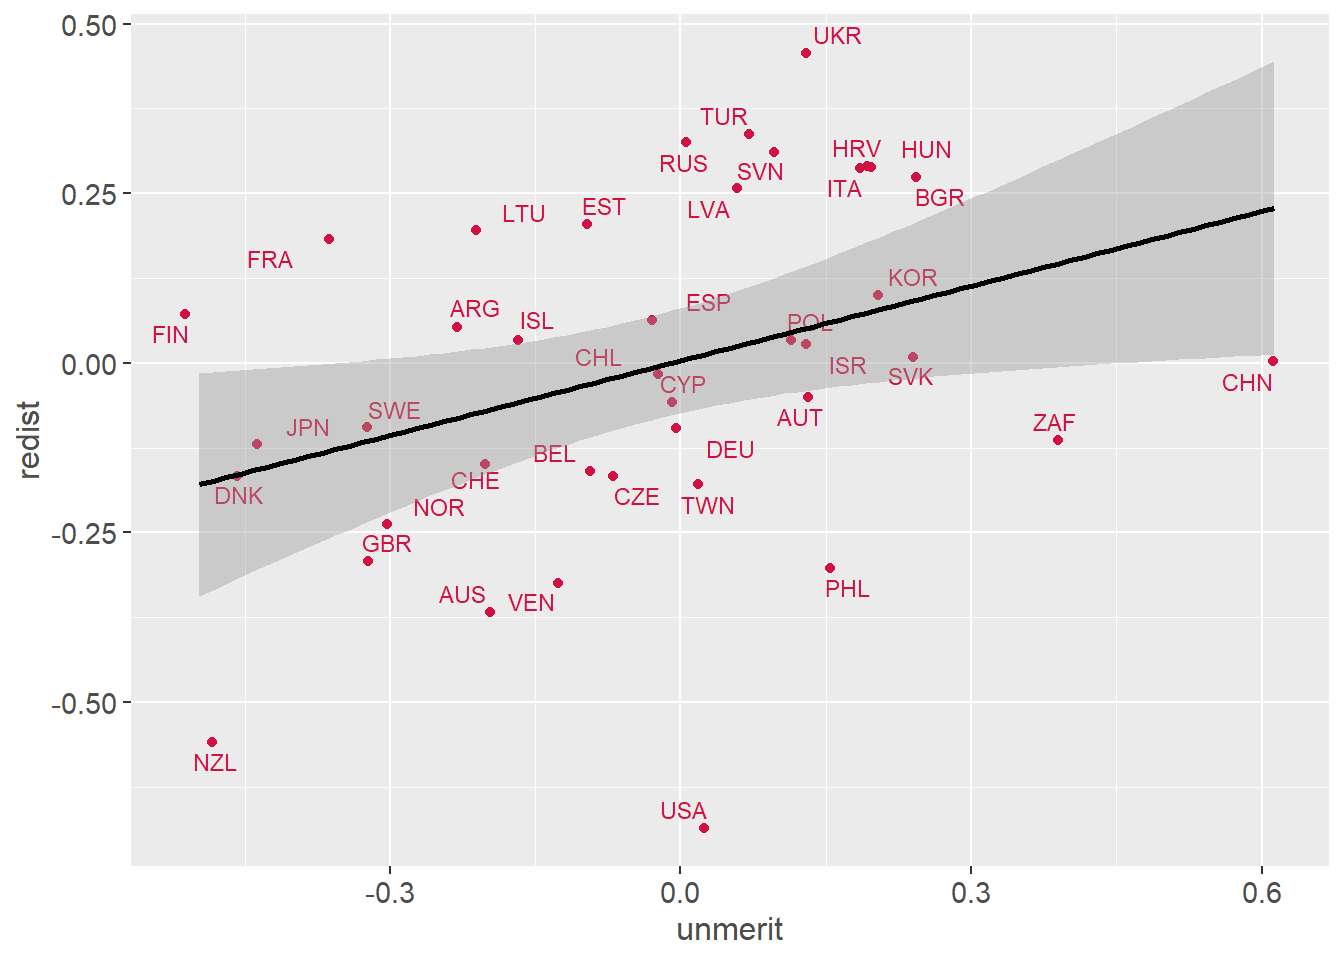 0.50
UKR
TUR
HRV
HUN
RUS
SVN
0.25
ITA
BGR
EST
LVA
LTU
FRA
KOR
ARG
ESP
ISL
POL
FIN
CHL
ISR
0.00
CYP
SVK
CHN
SWE
AUT
ZAF
JPN
redist
BEL
DEU
CHE
DNK
CZE
NOR
TWN
-0.25
GBR
AUS
VEN
PHL
-0.50
NZL
USA
-0.3
0.0
0.3
0.6
unmerit